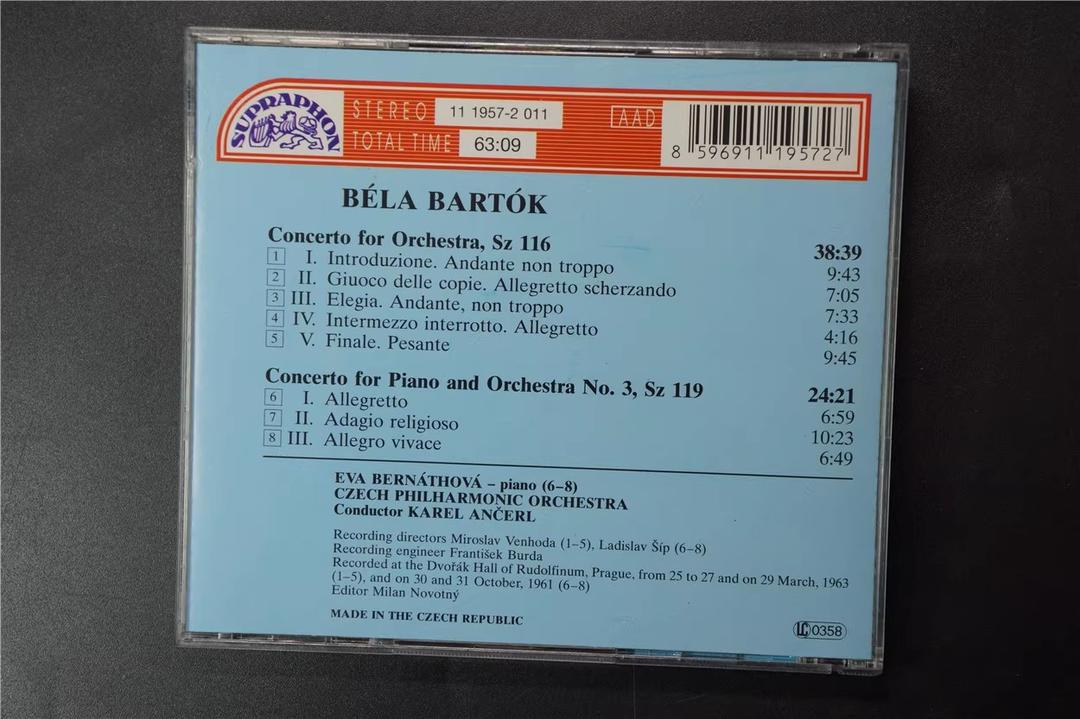 SUPRAPHON
STEREO 11 1957-2 011 AAD
TOTAL TIME 63:09
8 596911 195727
BÉLA BARTÓK
Concerto for Orchestra, Sz 116 38:39
1 I. Introduzione. Andante non troppo 9:43
2 II. Giuoco delle copie. Allegretto scherzando 7:05
3 III. Elegia. Andante, non troppo 7:33
4 IV. Intermezzo interrotto. Allegretto 4:16
5 V. Finale. Pesante 9:45
Concerto for Piano and Orchestra No. 3, Sz 119 24:21
6 I. Allegretto 6:59
7 II. Adagio religioso 10:23
8 III. Allegro vivace 6:49
EVA BERNÁTHOVÁ – piano (6–8)
CZECH PHILHARMONIC ORCHESTRA
Conductor KAREL ANČERL
Recording directors Miroslav Venhoda (1–5), Ladislav Šíp (6–8)
Recording engineer František Burda
Recorded at the Dvořák Hall of Rudolfinum, Prague, from 25 to 27 and on 29 March, 1963
(1–5), and on 30 and 31 October, 1961 (6–8)
Editor Milan Novotný
MADE IN THE CZECH REPUBLIC
LC 0358